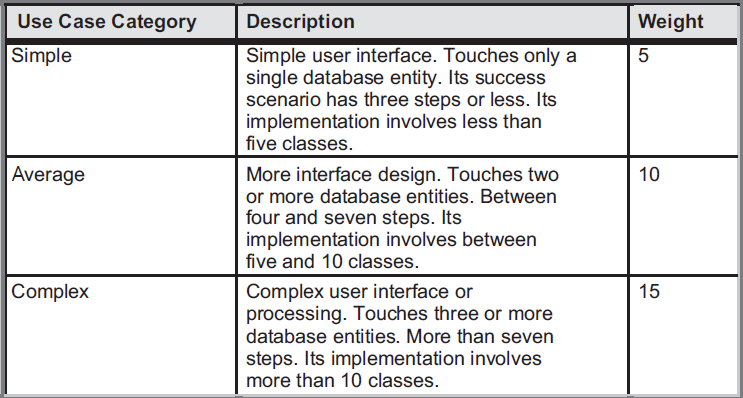 Use Case Category Description Weight
Simple Simple user interface. Touches only a 5
single database entity. Its success
scenario has three steps or less. Its
implementation involves less than
five classes.
Average More interface design. Touches two 10
or more database entities. Between
four and seven steps. Its
implementation involves between
five and 10 classes.
Complex Complex user interface or 15
processing. Touches three or more
database entities. More than seven
steps. Its implementation involves
more than 10 classes.